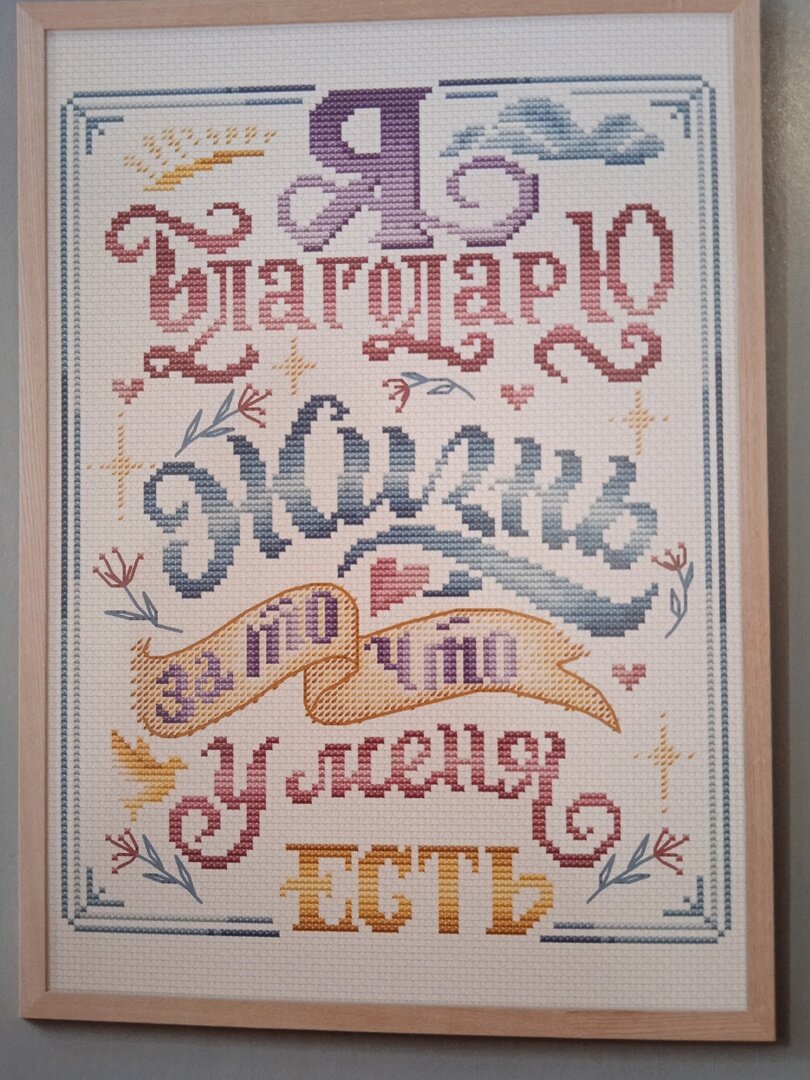 Я
Благодарю
Жизнь
за то что
у меня
ЕСТЬ